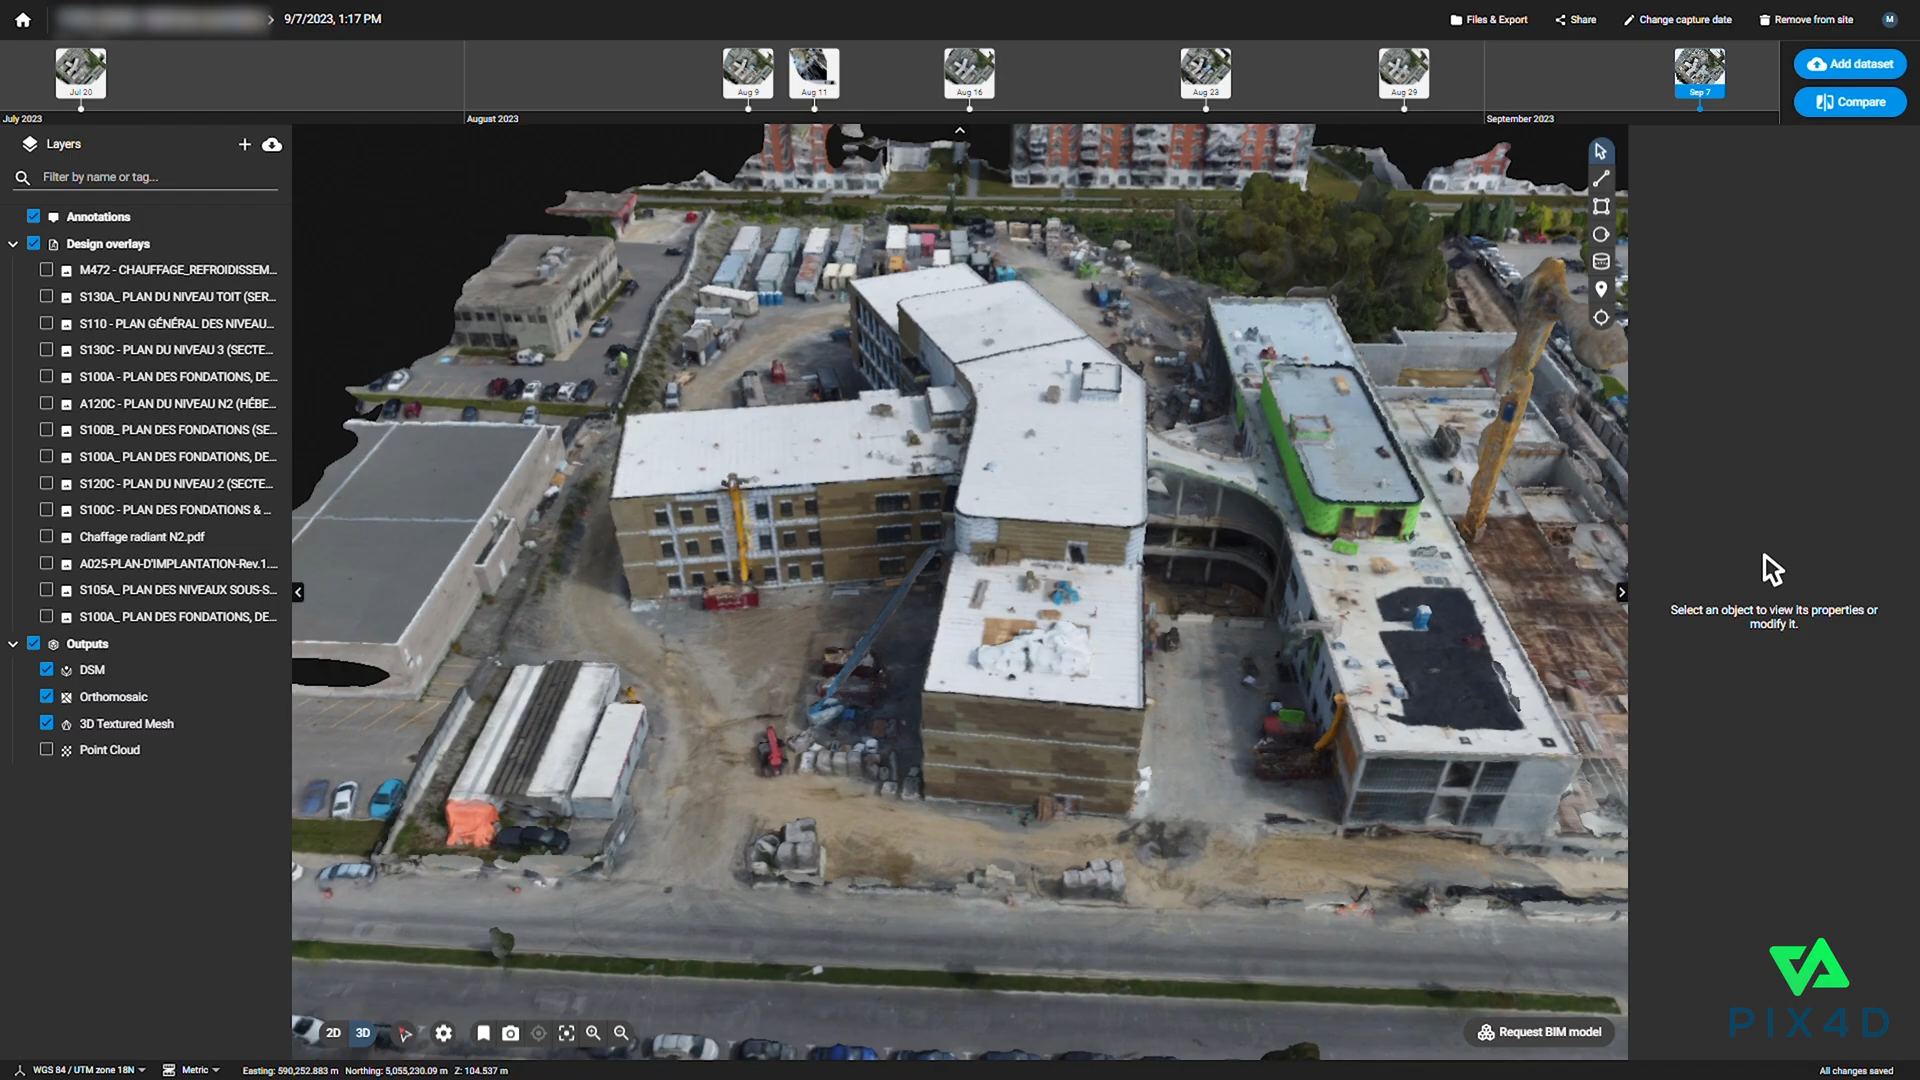 9/7/2023, 1:17 PM
Files & Export
Share
Change capture date
Remove from site
M
Jul 20
Aug 9
Aug 11
Aug 16
Aug 23
Aug 29
Sep 7
Add dataset
Compare
July 2023
August 2023
September 2023
Layers
Filter by name or tag...
Annotations
Design overlays
M472 - CHAUFFAGE_REFROIDISSEM...
S130A_ PLAN DU NIVEAU TOIT (SER...
S110 - PLAN GÉNÉRAL DES NIVEAU...
S130C - PLAN DU NIVEAU 3 (SECTE...
S100A - PLAN DES FONDATIONS, DE...
A120C - PLAN DU NIVEAU N2 (HÉBE...
S100B_ PLAN DES FONDATIONS (SE...
S100A_ PLAN DES FONDATIONS, DE...
S120C - PLAN DU NIVEAU 2 (SECTE...
S100C - PLAN DES FONDATIONS & ...
Chaffage radiant N2.pdf
A025-PLAN-D'IMPLANTATION-Rev.1....
S105A_ PLAN DES NIVEAUX SOUS-S...
S100A_ PLAN DES FONDATIONS, DE...
Outputs
DSM
Orthomosaic
3D Textured Mesh
Point Cloud
Select an object to view its properties or
modify it.
2D
3D
Request BIM model
PIX4D
WGS 84 / UTM zone 18N
Metric
Easting: 590,252.883 m Northing: 5,055,230.09 m Z: 104.537 m
All changes saved